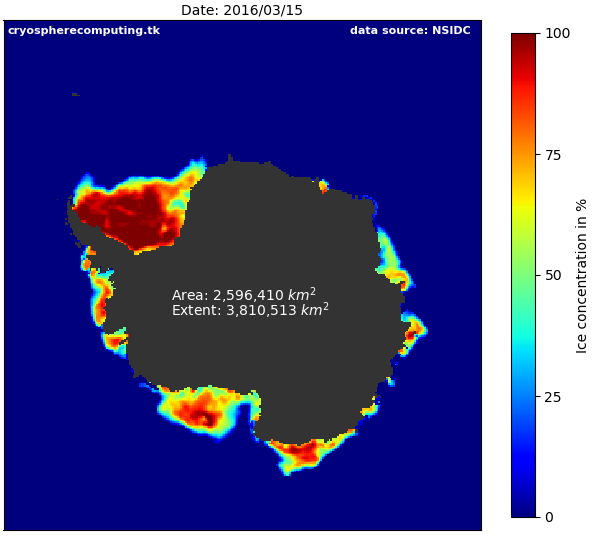 Date: 2016/03/15
cryospherecomputing.tk
data source: NSIDC
Area: 2,596,410 km²
Extent: 3,810,513 km²
100
75
50
25
0
Ice concentration in %